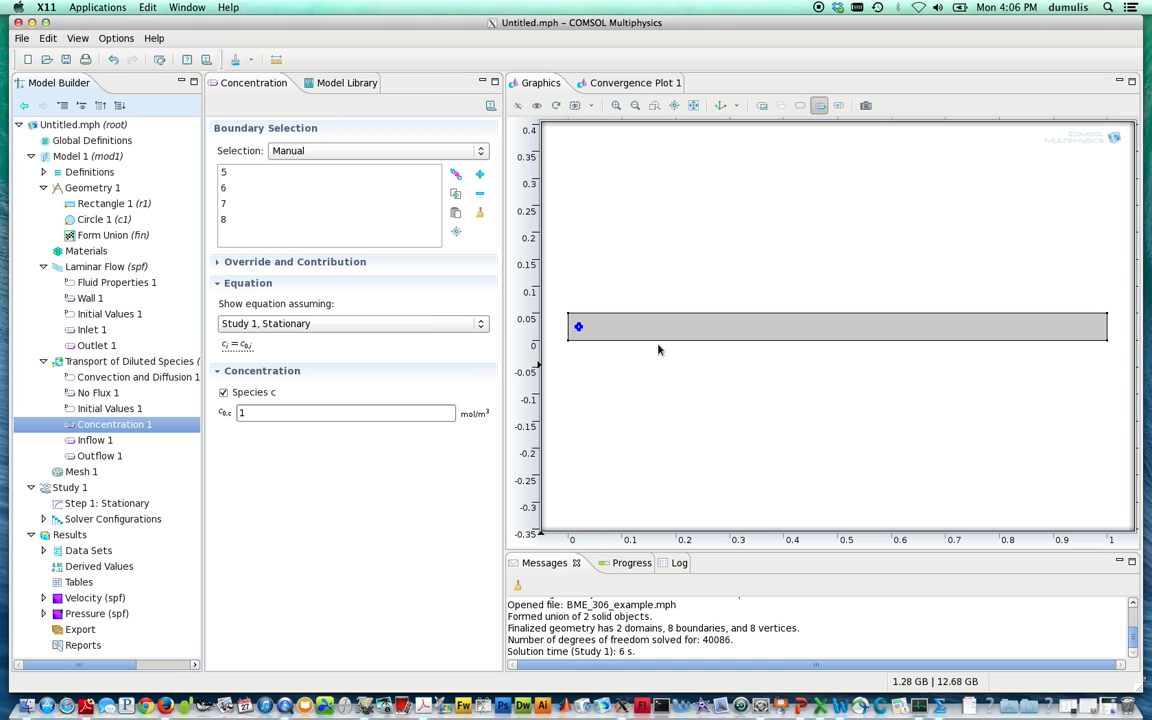 X11 Applications Edit Window Help Mon 4:06 PM dumulis
Untitled.mph – COMSOL Multiphysics
File Edit View Options Help
Model Builder
Concentration Model Library
Graphics Convergence Plot 1
Untitled.mph (root)
Global Definitions
Model 1 (mod1)
Definitions
Geometry 1
Rectangle 1 (r1)
Circle 1 (c1)
Form Union (fin)
Materials
Laminar Flow (spf)
Fluid Properties 1
Wall 1
Initial Values 1
Inlet 1
Outlet 1
Transport of Diluted Species (
Convection and Diffusion 1
No Flux 1
Initial Values 1
Concentration 1
Inflow 1
Outflow 1
Mesh 1
Study 1
Step 1: Stationary
Solver Configurations
Results
Data Sets
Derived Values
Tables
Velocity (spf)
Pressure (spf)
Export
Reports
Boundary Selection
Selection: Manual
5
6
7
8
Override and Contribution
Equation
Show equation assuming:
Study 1, Stationary
cᵢ = c₀,ᵢ
Concentration
Species c
c₀,c 1 mol/m³
COMSOL
MULTIPHYSICS
0.4
0.35
0.3
0.25
0.2
0.15
0.1
0.05
0
-0.05
-0.1
-0.15
-0.2
-0.25
-0.3
-0.35
0 0.1 0.2 0.3 0.4 0.5 0.6 0.7 0.8 0.9 1
Messages Progress Log
Opened file: BME_306_example.mph
Formed union of 2 solid objects.
Finalized geometry has 2 domains, 8 boundaries, and 8 vertices.
Number of degrees of freedom solved for: 40086.
Solution time (Study 1): 6 s.
1.28 GB | 12.68 GB